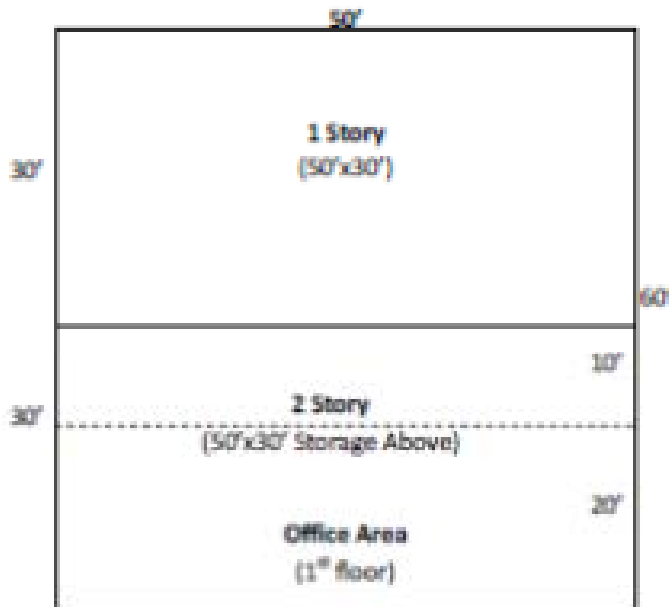 50'
1 Story
(50'x30')
30'
60'
10'
30'
2 Story
(50'x30' Storage Above)
20'
Office Area
(1st floor)